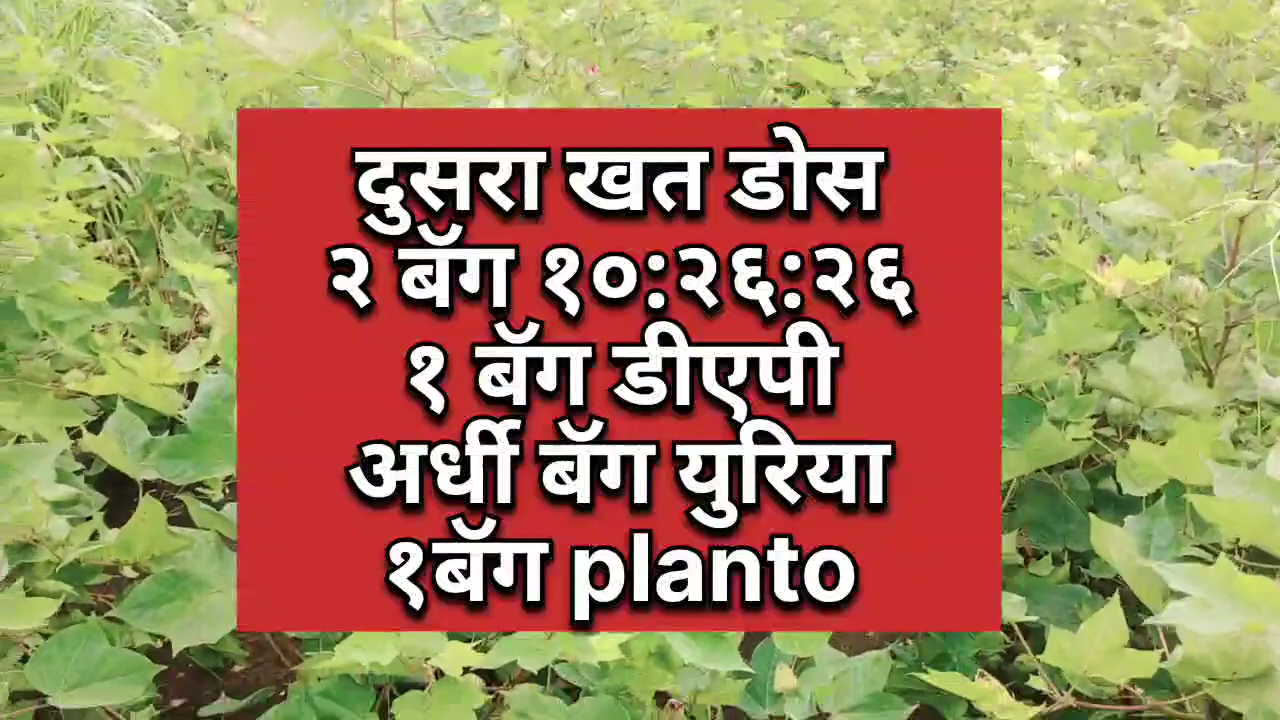 दुसरा खत डोस
२ बॅग १०:२६:२६
१ बॅग डीएपी
अर्धी बॅग युरिया
१बॅग planto